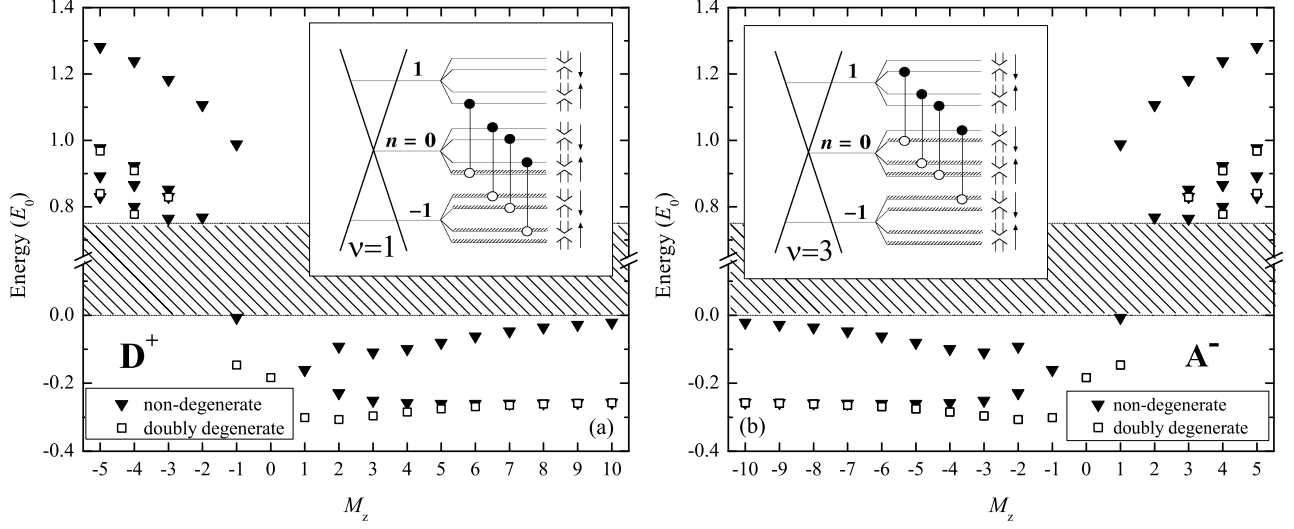 1.4
1.2
1.0
0.8
0.0
-0.2
-0.4
Energy (E₀)
1
n = 0
−1
ν=1
D⁺
non-degenerate
doubly degenerate
(a)
-5 -4 -3 -2 -1 0 1 2 3 4 5 6 7 8 9 10
M_z
1.4
1.2
1.0
0.8
0.0
-0.2
-0.4
Energy (E₀)
1
n = 0
−1
ν=3
A⁻
non-degenerate
doubly degenerate
(b)
-10 -9 -8 -7 -6 -5 -4 -3 -2 -1 0 1 2 3 4 5
M_z